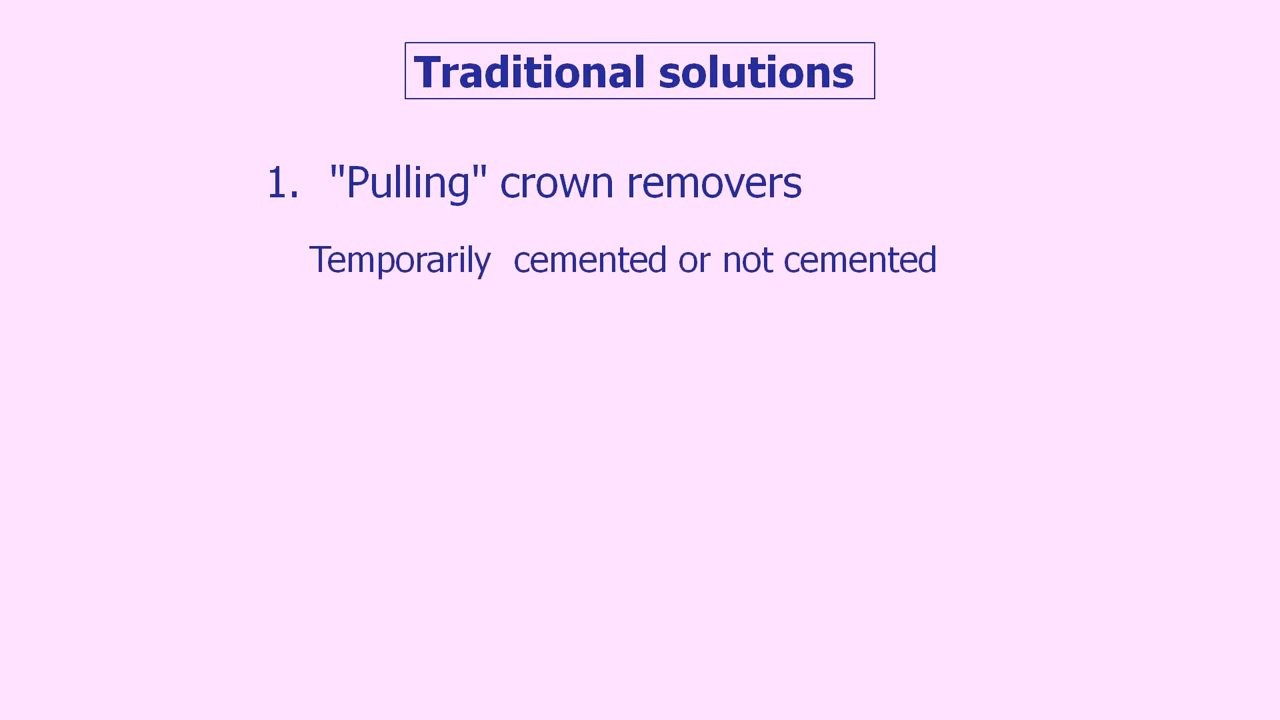 Traditional solutions
1. "Pulling" crown removers
Temporarily cemented or not cemented